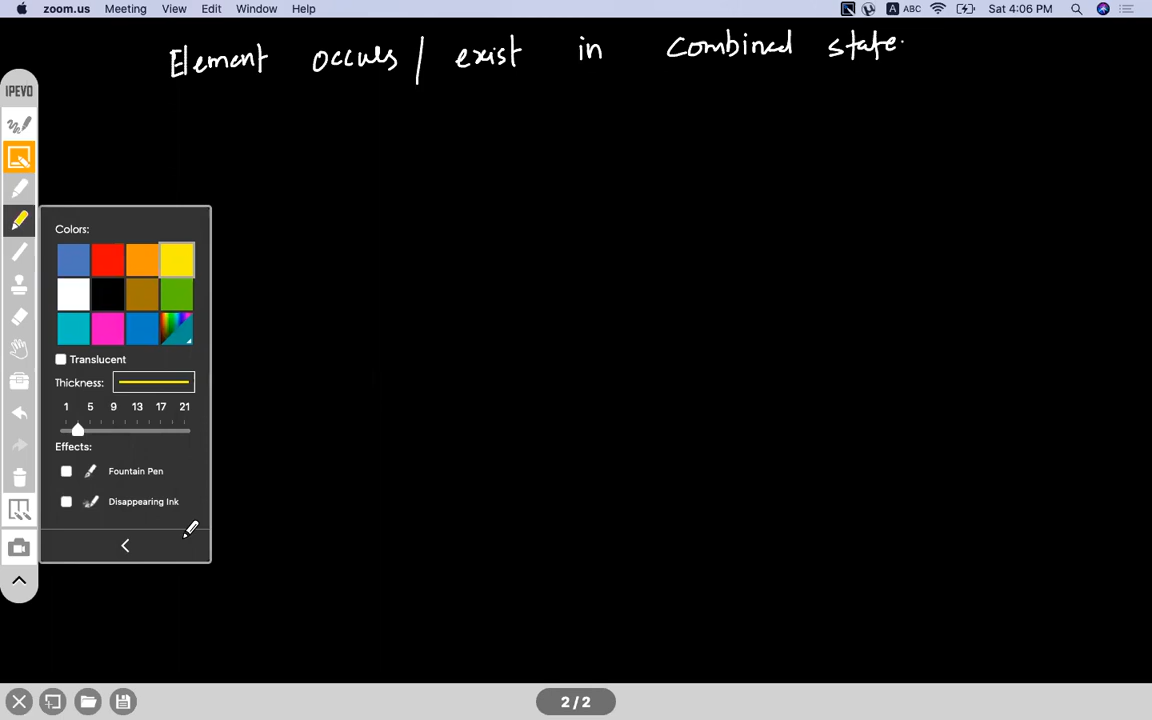 zoom.us Meeting View Edit Window Help ABC Sat 4:06 PM
Element occurs / exist in Combined state.
IPEVO
Colors:
Translucent
Thickness:
1 5 9 13 17 21
Effects:
Fountain Pen
Disappearing Ink
2 / 2